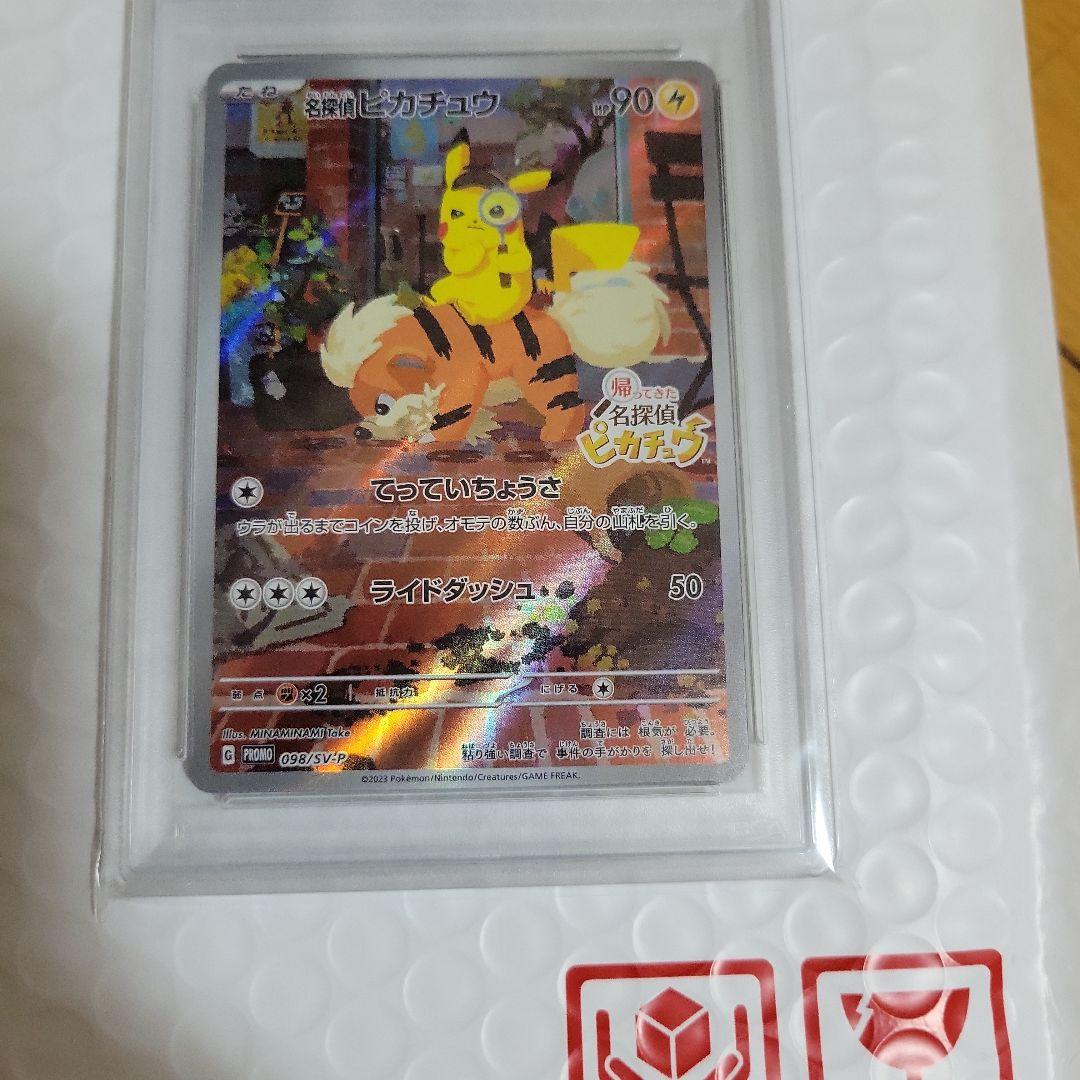 たね
名探偵ピカチュウ
HP90
帰ってきた
名探偵
ピカチュウ
TM
てっていちょうさ
ウラが出るまでコインを投げ、オモテの数ぶん、自分の山札を引く。
ライドダッシュ 50
弱点 ×2 抵抗力 にげる
Illus. MINAMINAMI Take
調査には 根気が 必要。
粘り強い調査で 事件の手がかりを 探し出せ！
G PROMO 098/SV-P
©2023 Pokémon/Nintendo/Creatures/GAME FREAK.